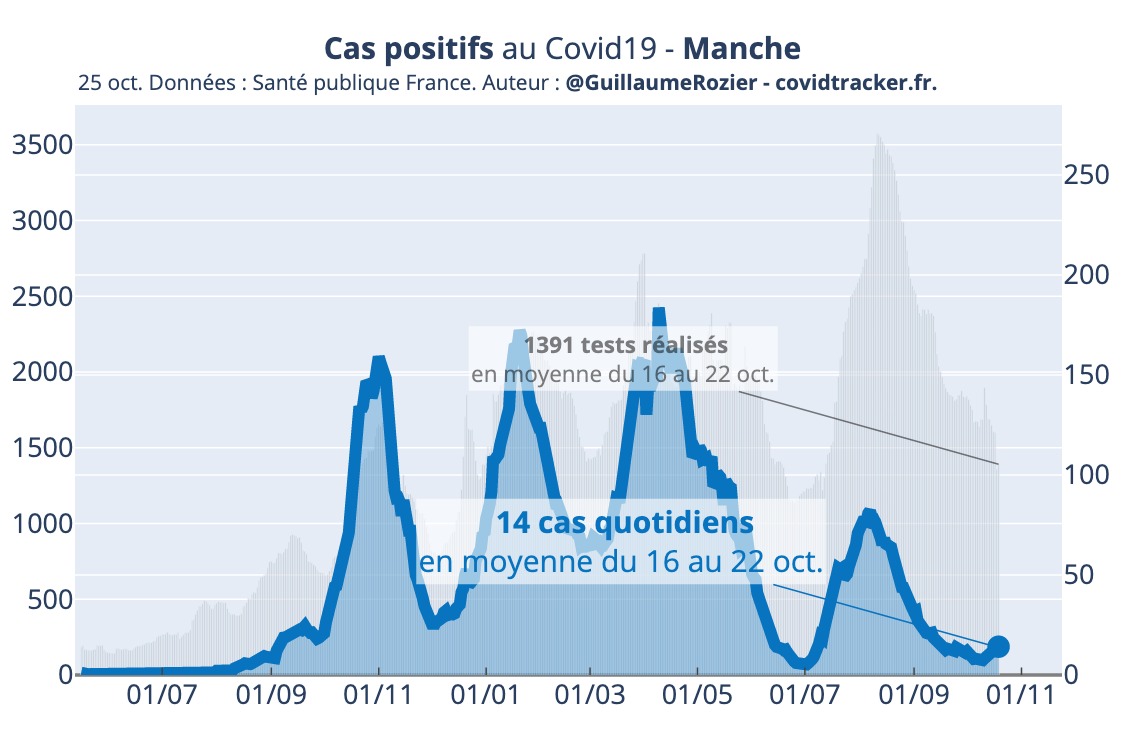 Cas positifs au Covid19 - Manche
25 oct. Données : Santé publique France. Auteur : @GuillaumeRozier - covidtracker.fr.
3500
3000
2500
2000
1500
1000
500
0
250
200
150
100
50
0
1391 tests réalisés
en moyenne du 16 au 22 oct.
14 cas quotidiens
en moyenne du 16 au 22 oct.
01/07 01/09 01/11 01/01 01/03 01/05 01/07 01/09 01/11